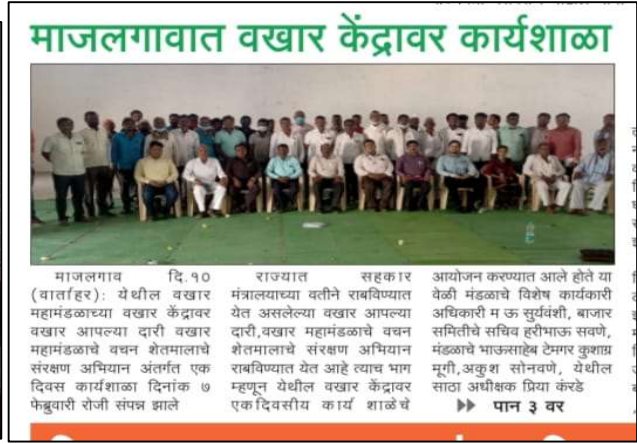 माजलगावात वखार केंद्रावर कार्यशाळा
माजलगाव दि.१०
(वार्ताहर): येथील वखार
महामंडळाच्या वखार केंद्रावर
वखार आपल्या दारी वखार
महामंडळाचे वचन शेतमालाचे
संरक्षण अभियान अंतर्गत एक
दिवस कार्यशाळा दिनांक ७
फेब्रुवारी रोजी संपन्न झाले
राज्यात सहकार
मंत्रालयाच्या वतीने राबविण्यात
येत असलेल्या वखार आपल्या
दारी,वखार महामंडळाचे वचन
शेतमालाचे संरक्षण अभियान
राबविण्यात येत आहे त्याच भाग
म्हणून येथील वखार केंद्रावर
एकदिवसीय कार्य शाळेचे
आयोजन करण्यात आले होते या
वेळी मंडळाचे विशेष कार्यकारी
अधिकारी म ऊ सुर्यवंशी, बाजार
समितीचे सचिव हरीभाऊ सवणे,
मंडळाचे भाऊसाहेब टेमगर कुशाग्र
मूगी,अकुश सोनवणे, येथील
साठा अधीक्षक प्रिया कंरडे
पान ३ वर